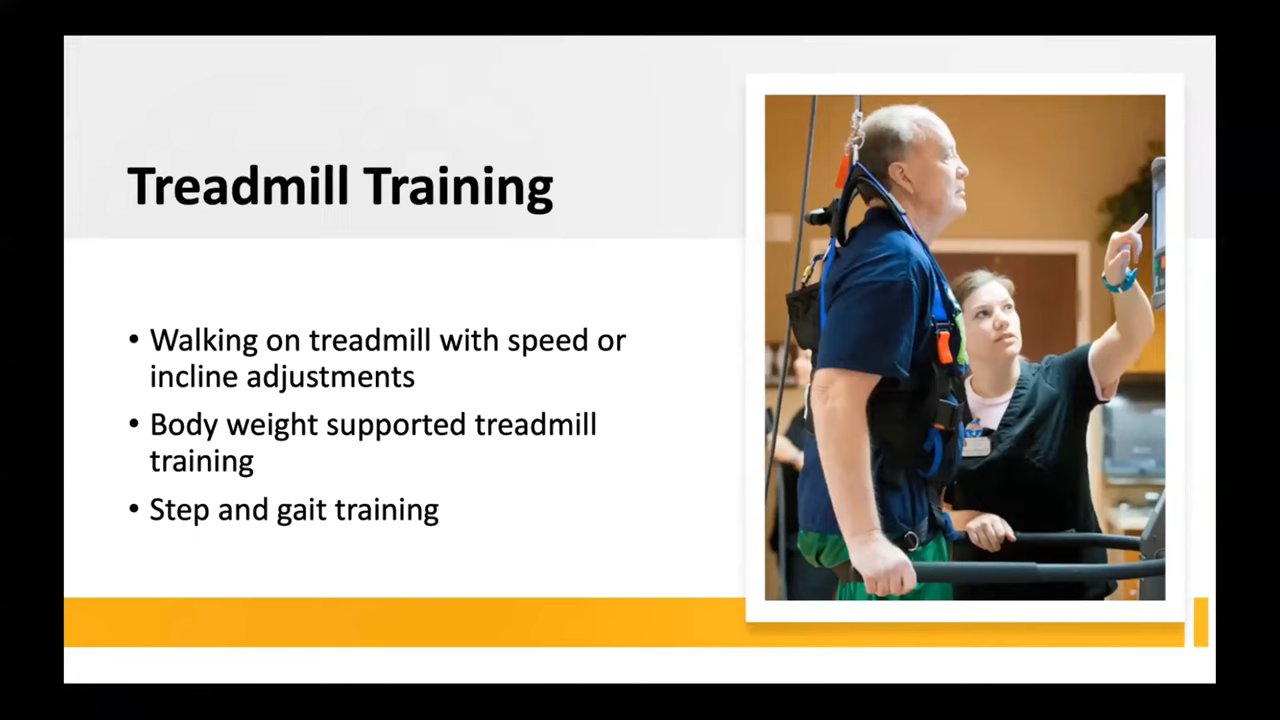 Treadmill Training
• Walking on treadmill with speed or
incline adjustments
• Body weight supported treadmill
training
• Step and gait training